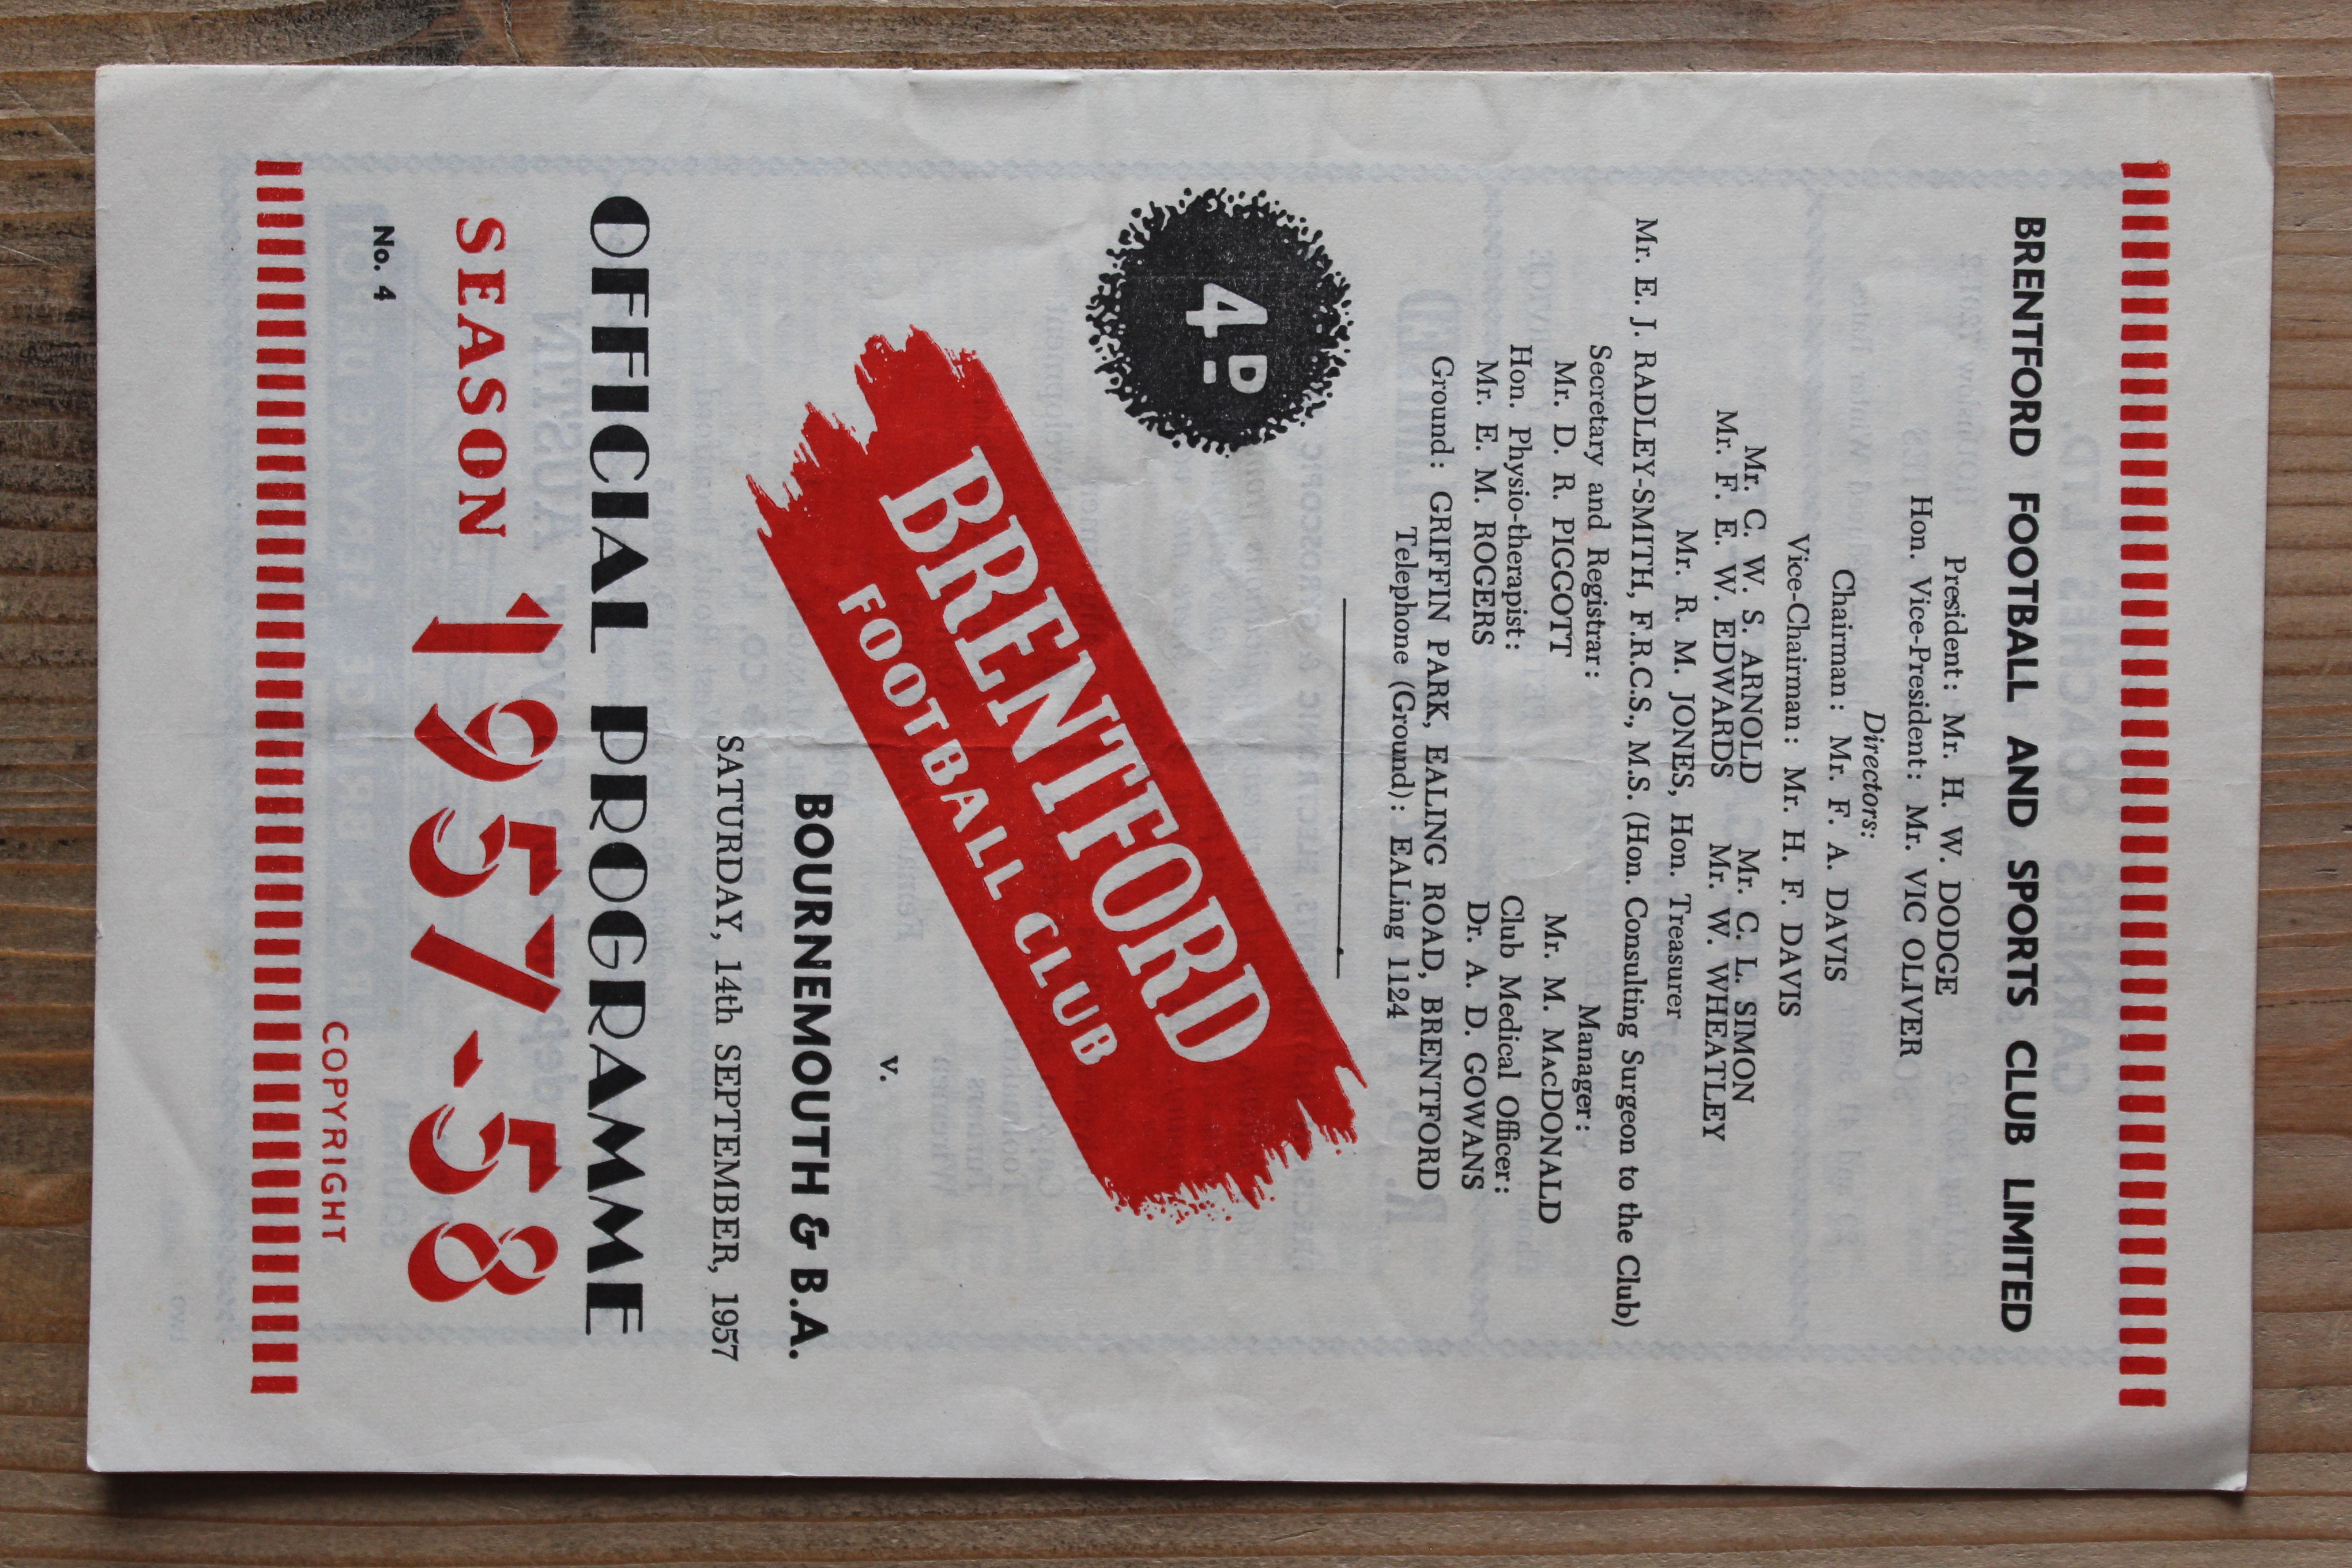 BRENTFORD FOOTBALL AND SPORTS CLUB LIMITED
President: Mr. H. W. DODGE
Hon. Vice-President: Mr. VIC OLIVER
Directors:
Chairman: Mr. F. A. DAVIS
Vice-Chairman: Mr. H. F. DAVIS
Mr. C. W. S. ARNOLD Mr. C. L. SIMON
Mr. F. E. W. EDWARDS Mr. W. WHEATLEY
Mr. R. M. JONES, Hon. Treasurer
Mr. E. J. RADLEY-SMITH, F.R.C.S., M.S. (Hon. Consulting Surgeon to the Club)
Secretary and Registrar: Manager:
Mr. D. R. PIGGOTT Mr. M. MACDONALD
Hon. Physio-therapist: Club Medical Officer:
Mr. E. M. ROGERS Dr. A. D. GOWANS
Ground: GRIFFIN PARK, EALING ROAD, BRENTFORD
Telephone (Ground): EALing 1124
4D
BRENTFORD
FOOTBALL CLUB
v.
BOURNEMOUTH & B.A.
SATURDAY, 14th SEPTEMBER, 1957
OFFICIAL PROGRAMME
SEASON 1957-58
No. 4
COPYRIGHT